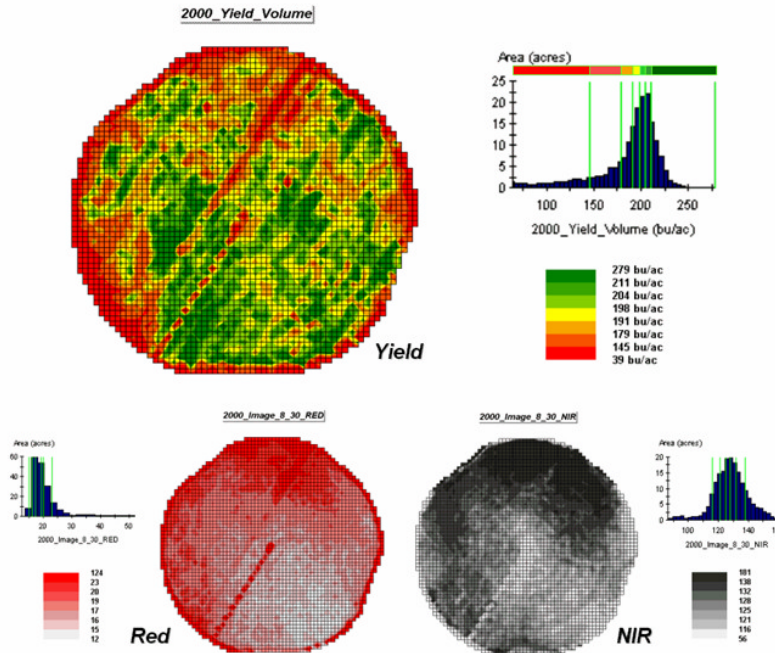 2000_Yield_Volume
Area (acres)
25
20
15
10
5
0
100 150 200 250
2000_Yield_Volume (bu/ac)
279 bu/ac
211 bu/ac
204 bu/ac
198 bu/ac
191 bu/ac
179 bu/ac
145 bu/ac
39 bu/ac
Yield
2000_Image_8_30_RED
Area (acres)
60
40
20
0
20 30 40 50
2000_Image_8_30_RED
124
23
20
19
17
16
15
12
Red
2000_Image_8_30_NIR
Area (acres)
20
15
10
5
0
100 120 140
2000_Image_8_30_NIR
181
138
132
128
125
121
116
56
NIR